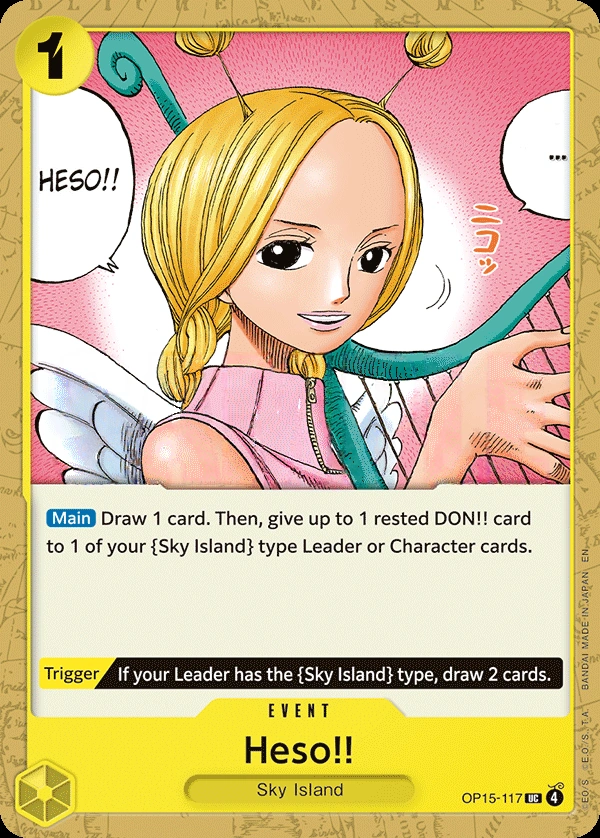 1
HESO!!
...
ニコッ
Main Draw 1 card. Then, give up to 1 rested DON!! card
to 1 of your {Sky Island} type Leader or Character cards.
Trigger If your Leader has the {Sky Island} type, draw 2 cards.
EVENT
Heso!!
Sky Island
OP15-117 UC 4
©E.O./S., T.A. BANDAI MADE IN JAPAN EN